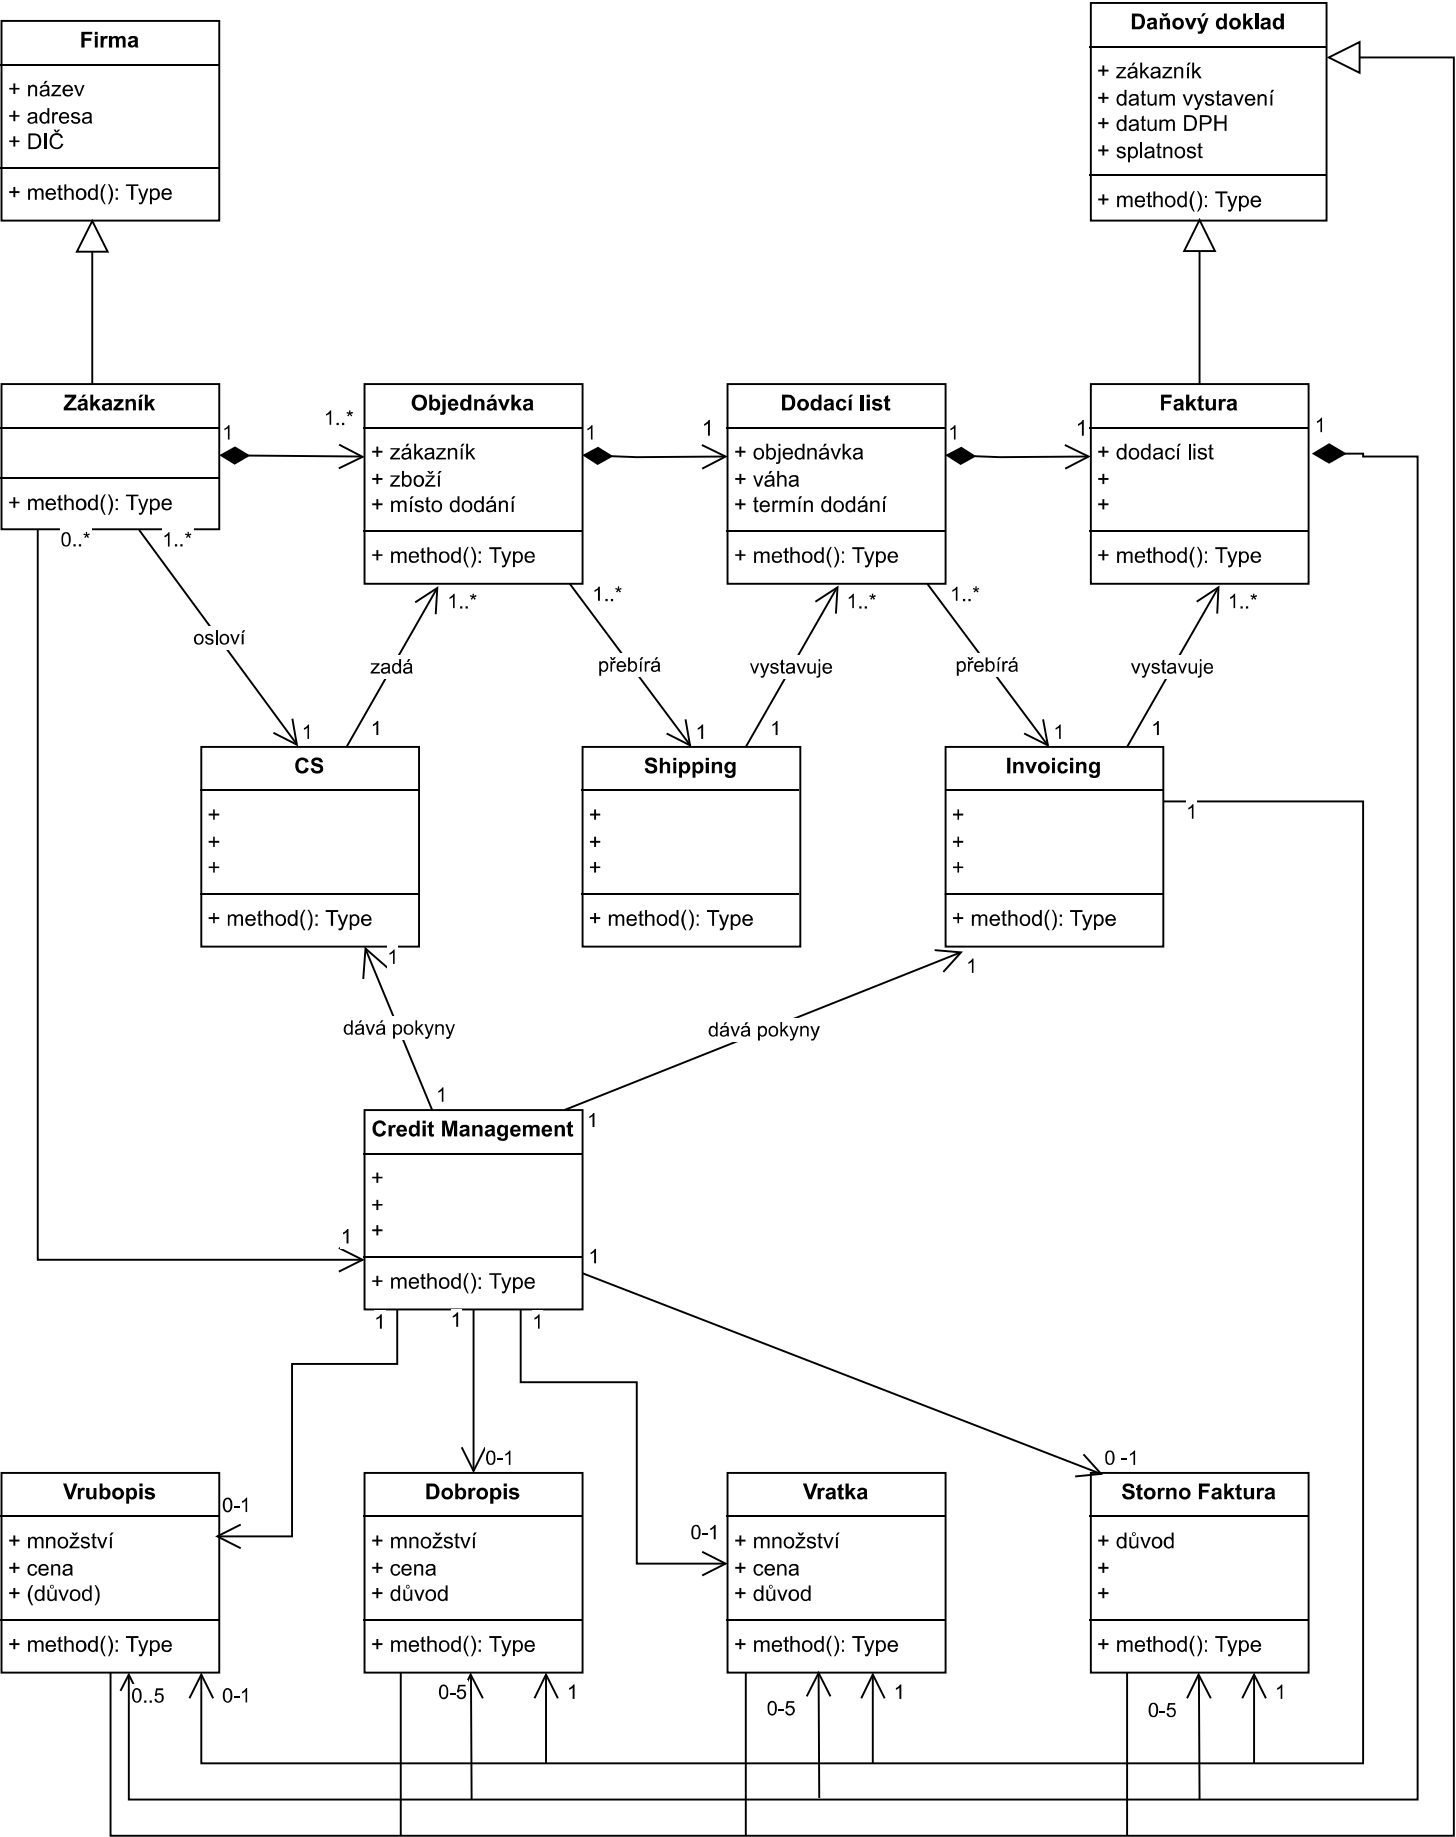 Firma
+ název
+ adresa
+ DIČ
+ method(): Type
Daňový doklad
+ zákazník
+ datum vystavení
+ datum DPH
+ splatnost
+ method(): Type
Zákazník
+ method(): Type
1
1..*
0..*
1..*
Objednávka
+ zákazník
+ zboží
+ místo dodání
+ method(): Type
1
1
1..*
1..*
Dodací list
+ objednávka
+ váha
+ termín dodání
+ method(): Type
1
1
1..*
1..*
Faktura
+ dodací list
+
+
+ method(): Type
1
1..*
osloví
zadá
přebírá
vystavuje
přebírá
vystavuje
1
1
1
1
1
1
CS
+
+
+
+ method(): Type
1
Shipping
+
+
+
+ method(): Type
Invoicing
+
+
+
+ method(): Type
1
1
dává pokyny
dává pokyny
1
1
Credit Management
+
+
+
+ method(): Type
1
1
1
1
1
0-1
0-1
0-1
0 -1
Vrubopis
+ množství
+ cena
+ (důvod)
+ method(): Type
0..5
0-1
Dobropis
+ množství
+ cena
+ důvod
+ method(): Type
0-5
1
Vratka
+ množství
+ cena
+ důvod
+ method(): Type
0-5
1
Storno Faktura
+ důvod
+
+
+ method(): Type
0-5
1